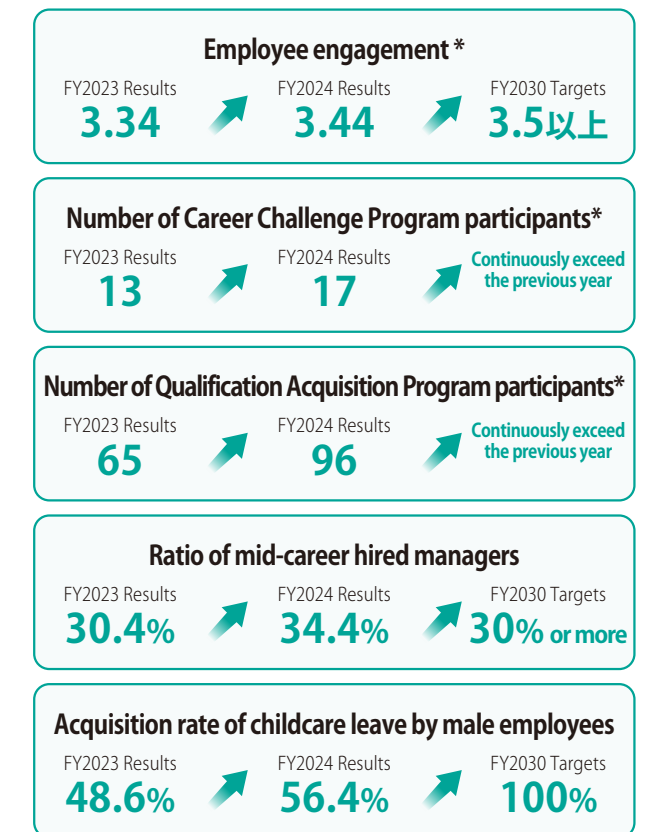 Employee engagement *
FY2023 Results FY2024 Results FY2030 Targets
3.34 3.44 3.5以上
Number of Career Challenge Program participants*
FY2023 Results FY2024 Results Continuously exceed
13 17 the previous year
Number of Qualification Acquisition Program participants*
FY2023 Results FY2024 Results Continuously exceed
65 96 the previous year
Ratio of mid-career hired managers
FY2023 Results FY2024 Results FY2030 Targets
30.4% 34.4% 30% or more
Acquisition rate of childcare leave by male employees
FY2023 Results FY2024 Results FY2030 Targets
48.6% 56.4% 100%